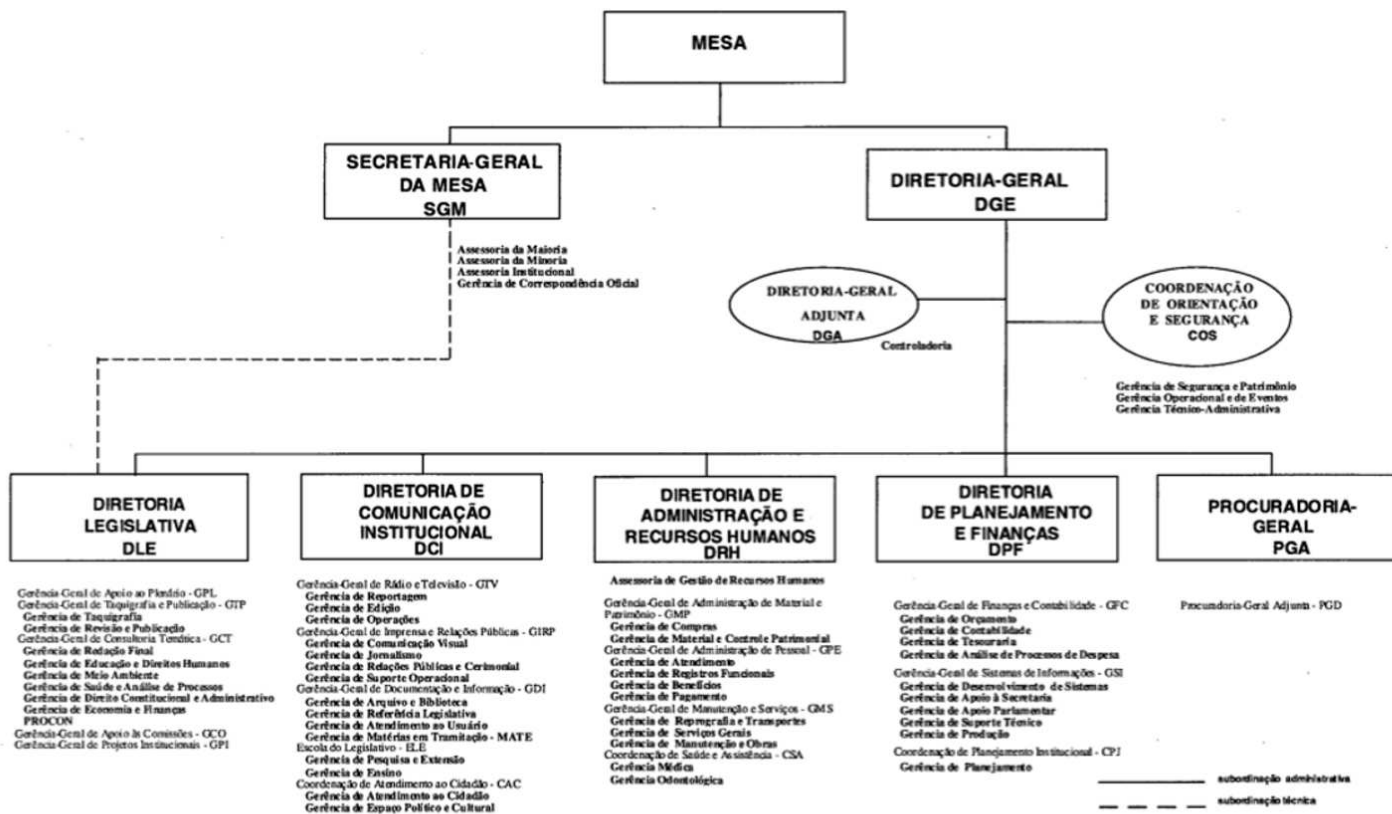 MESA
SECRETARIA-GERAL
DA MESA
SGM
DIRETORIA-GERAL
DGE
Assessoria da Maioria
Assessoria da Minoria
Assessoria Institucional
Gerência de Correspondência Oficial
DIRETORIA-GERAL
ADJUNTA
DGA
Controladoria
COORDENAÇÃO
DE ORIENTAÇÃO
E SEGURANÇA
COS
Gerência de Segurança e Patrimônio
Gerência Operacional e de Eventos
Gerência Técnico-Administrativa
DIRETORIA
LEGISLATIVA
DLE
Gerência-Geral de Apoio ao Plenário - GPL
Gerência-Geral de Taquigrafia e Publicação - GTP
Gerência de Taquigrafia
Gerência de Revisão e Publicação
Gerência-Geral de Consultoria Temática - GCT
Gerência de Redação Final
Gerência de Educação e Direitos Humanos
Gerência de Meio Ambiente
Gerência de Saúde e Análise de Processos
Gerência de Direito Constitucional e Administrativo
Gerência de Economia e Finanças
PROCON
Gerência-Geral de Apoio às Comissões - GCO
Gerência-Geral de Projetos Institucionais - GPI
DIRETORIA DE
COMUNICAÇÃO
INSTITUCIONAL
DCI
Gerência-Geral de Rádio e Televisão - GTV
Gerência de Reportagem
Gerência de Edição
Gerência de Operações
Gerência-Geral de Imprensa e Relações Públicas - GIRP
Gerência de Comunicação Visual
Gerência de Jornalismo
Gerência de Relações Públicas e Cerimonial
Gerência de Suporte Operacional
Gerência-Geral de Documentação e Informação - GDI
Gerência de Arquivo e Biblioteca
Gerência de Referência Legislativa
Gerência de Atendimento ao Usuário
Gerência de Matérias em Tramitação - MATE
Escola do Legislativo - ELE
Gerência de Pesquisa e Extensão
Gerência de Ensino
Coordenação de Atendimento ao Cidadão - CAC
Gerência de Atendimento ao Cidadão
Gerência de Espaço Político e Cultural
DIRETORIA DE
ADMINISTRAÇÃO E
RECURSOS HUMANOS
DRH
Assessoria de Gestão de Recursos Humanos
Gerência-Geral de Administração de Material e
Patrimônio - GMP
Gerência de Compras
Gerência de Material e Controle Patrimonial
Gerência-Geral de Administração de Pessoal - GPE
Gerência de Atendimento
Gerência de Registros Funcionais
Gerência de Benefícios
Gerência de Pagamento
Gerência-Geral de Manutenção e Serviços - GMS
Gerência de Reprografia e Transportes
Gerência de Serviços Gerais
Gerência de Manutenção e Obras
Coordenação de Saúde e Assistência - CSA
Gerência Médica
Gerência Odontológica
DIRETORIA
DE PLANEJAMENTO
E FINANÇAS
DPF
Gerência-Geral de Finanças e Contabilidade - GFC
Gerência de Orçamento
Gerência de Contabilidade
Gerência de Tesouraria
Gerência de Análise de Processos de Despesa
Gerência-Geral de Sistemas de Informações - GSI
Gerência de Desenvolvimento de Sistemas
Gerência de Apoio à Secretaria
Gerência de Apoio Parlamentar
Gerência de Suporte Técnico
Gerência de Produção
Coordenação de Planejamento Institucional - CPJ
Gerência de Planejamento
PROCURADORIA-
GERAL
PGA
Procuradoria-Geral Adjunta - PGD
subordinação administrativa
subordinação técnica